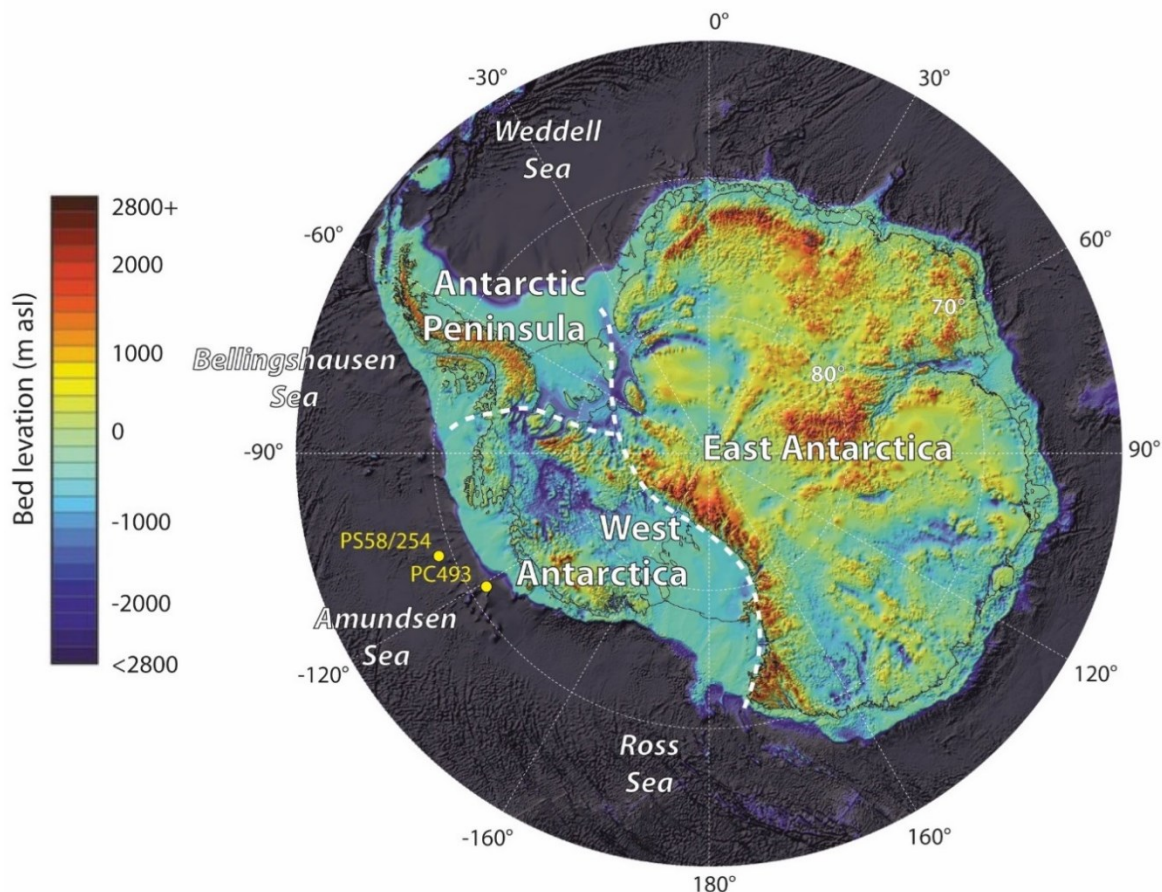 0°
-30°
30°
Weddell
Sea
2800+
2000
1000
0
-1000
-2000
<2800
Bed levation (m asl)
-60°
60°
Antarctic
Peninsula
70°
Bellingshausen
Sea
80°
-90°
East Antarctica
90°
West
Antarctica
PS58/254
PC493
Amundsen
Sea
-120°
120°
Ross
Sea
-160°
160°
180°